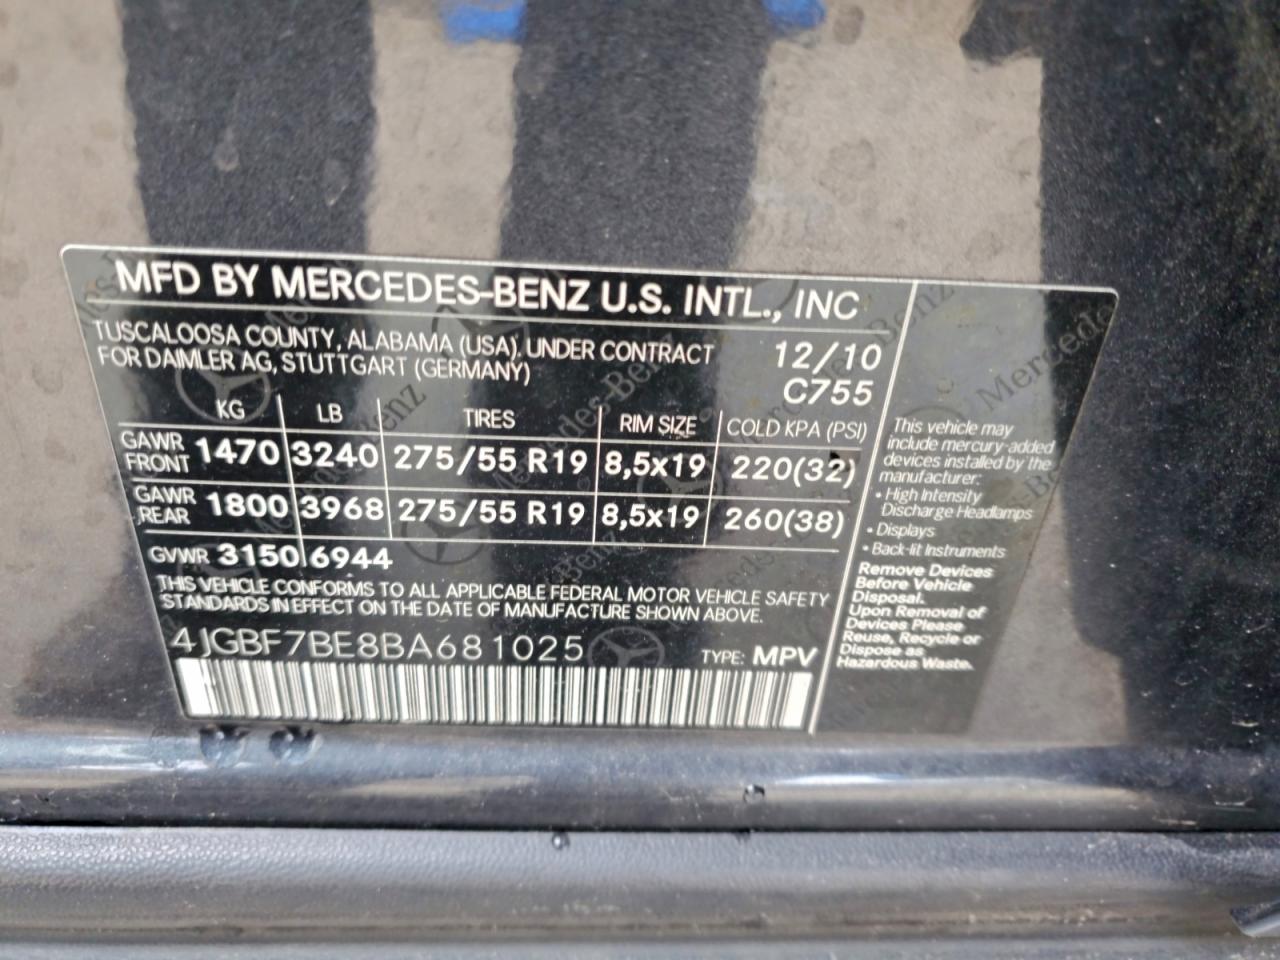 MFD BY MERCEDES-BENZ U.S. INTL., INC
TUSCALOOSA COUNTY, ALABAMA (USA). UNDER CONTRACT
FOR DAIMLER AG, STUTTGART (GERMANY)
12/10
C755
KG LB TIRES RIM SIZE COLD KPA (PSI)
GAWR FRONT 1470 3240 275/55 R19 8,5x19 220(32)
GAWR REAR 1800 3968 275/55 R19 8,5x19 260(38)
GVWR 3150 6944
THIS VEHICLE CONFORMS TO ALL APPLICABLE FEDERAL MOTOR VEHICLE SAFETY
STANDARDS IN EFFECT ON THE DATE OF MANUFACTURE SHOWN ABOVE.
4JGBF7BE8BA681025
TYPE: MPV
This vehicle may
include mercury-added
devices installed by the
manufacturer:
• High Intensity
Discharge Headlamps
• Displays
• Back-lit Instruments
Remove Devices
Before Vehicle
Disposal.
Upon Removal of
Devices Please
Reuse, Recycle or
Dispose as
Hazardous Waste.